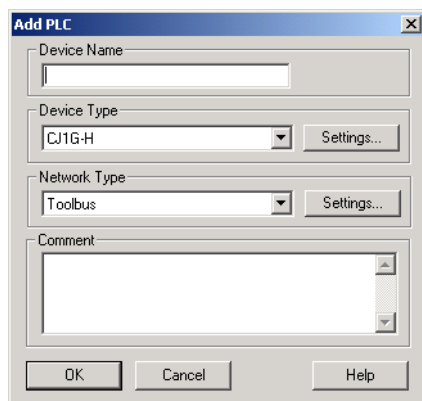 Add PLC
Device Name
Device Type
CJ1G-H
Settings...
Network Type
Toolbus
Settings...
Comment
OK
Cancel
Help